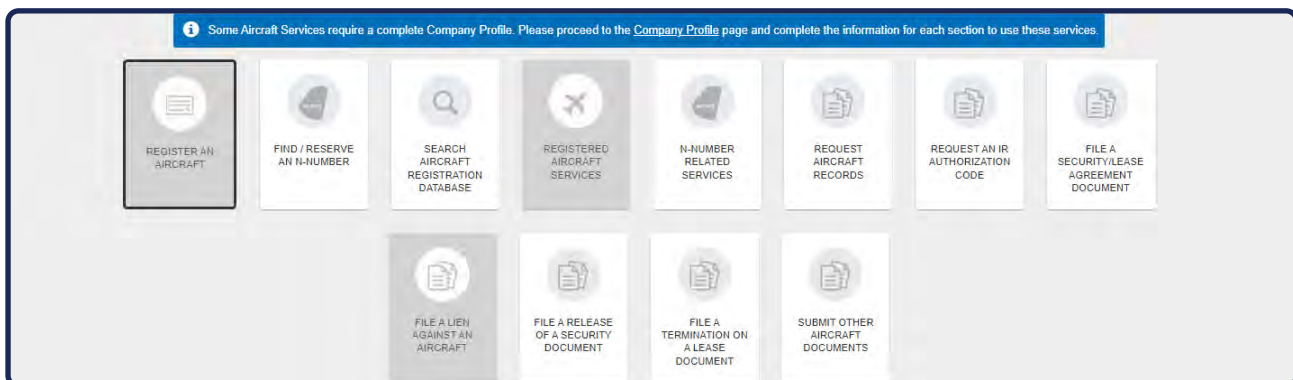 Some Aircraft Services require a complete Company Profile. Please proceed to the Company Profile page and complete the information for each section to use these services.
REGISTER AN
AIRCRAFT
FIND / RESERVE
AN N-NUMBER
SEARCH
AIRCRAFT
REGISTRATION
DATABASE
REGISTERED
AIRCRAFT
SERVICES
N-NUMBER
RELATED
SERVICES
REQUEST
AIRCRAFT
RECORDS
REQUEST AN IR
AUTHORIZATION
CODE
FILE A
SECURITY/LEASE
AGREEMENT
DOCUMENT
FILE A LIEN
AGAINST AN
AIRCRAFT
FILE A RELEASE
OF A SECURITY
DOCUMENT
FILE A
TERMINATION ON
A LEASE
DOCUMENT
SUBMIT OTHER
AIRCRAFT
DOCUMENTS